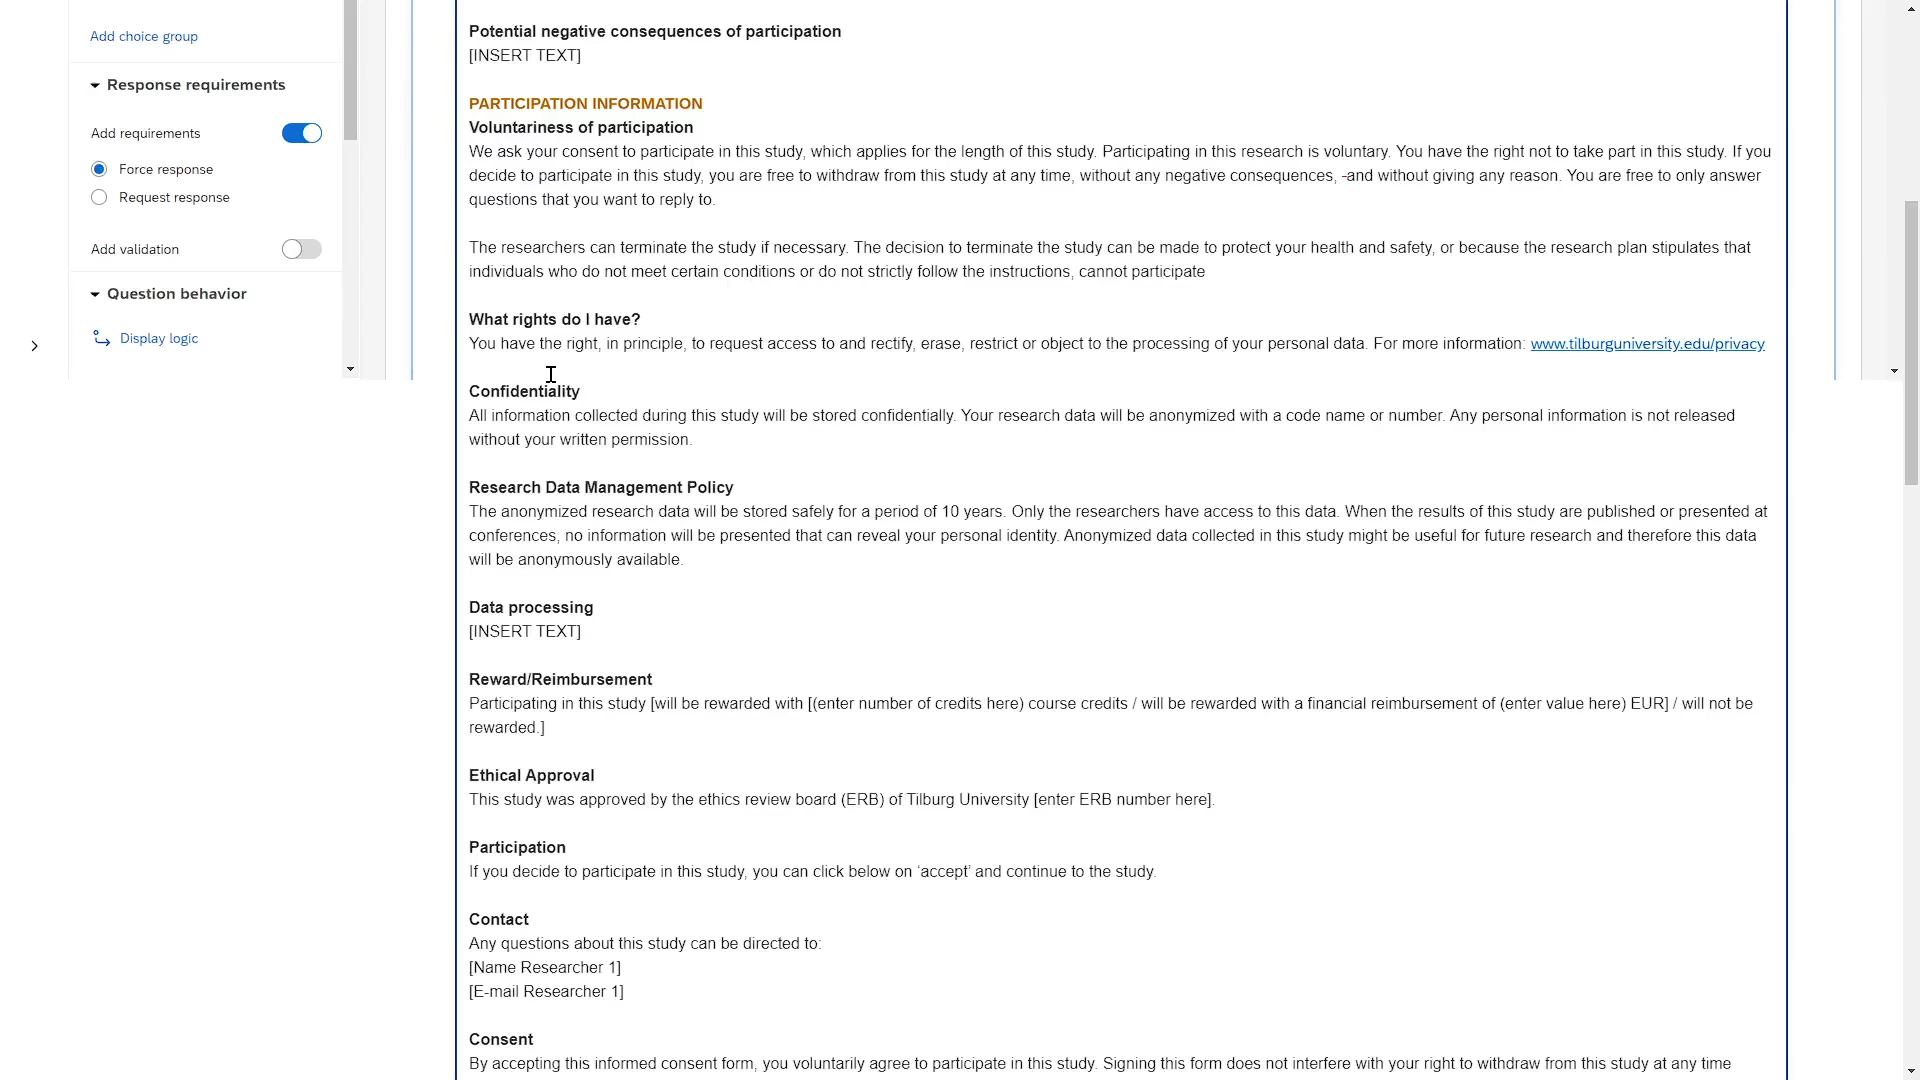 Add choice group
Response requirements
Add requirements
Force response
Request response
Add validation
Question behavior
Display logic
Potential negative consequences of participation
[INSERT TEXT]
PARTICIPATION INFORMATION
Voluntariness of participation
We ask your consent to participate in this study, which applies for the length of this study. Participating in this research is voluntary. You have the right not to take part in this study. If you
decide to participate in this study, you are free to withdraw from this study at any time, without any negative consequences, -and without giving any reason. You are free to only answer
questions that you want to reply to.
The researchers can terminate the study if necessary. The decision to terminate the study can be made to protect your health and safety, or because the research plan stipulates that
individuals who do not meet certain conditions or do not strictly follow the instructions, cannot participate
What rights do I have?
You have the right, in principle, to request access to and rectify, erase, restrict or object to the processing of your personal data. For more information: www.tilburguniversity.edu/privacy
Confidentiality
All information collected during this study will be stored confidentially. Your research data will be anonymized with a code name or number. Any personal information is not released
without your written permission.
Research Data Management Policy
The anonymized research data will be stored safely for a period of 10 years. Only the researchers have access to this data. When the results of this study are published or presented at
conferences, no information will be presented that can reveal your personal identity. Anonymized data collected in this study might be useful for future research and therefore this data
will be anonymously available.
Data processing
[INSERT TEXT]
Reward/Reimbursement
Participating in this study [will be rewarded with [(enter number of credits here) course credits / will be rewarded with a financial reimbursement of (enter value here) EUR] / will not be
rewarded.]
Ethical Approval
This study was approved by the ethics review board (ERB) of Tilburg University [enter ERB number here].
Participation
If you decide to participate in this study, you can click below on ‘accept’ and continue to the study.
Contact
Any questions about this study can be directed to:
[Name Researcher 1]
[E-mail Researcher 1]
Consent
By accepting this informed consent form, you voluntarily agree to participate in this study. Signing this form does not interfere with your right to withdraw from this study at any time